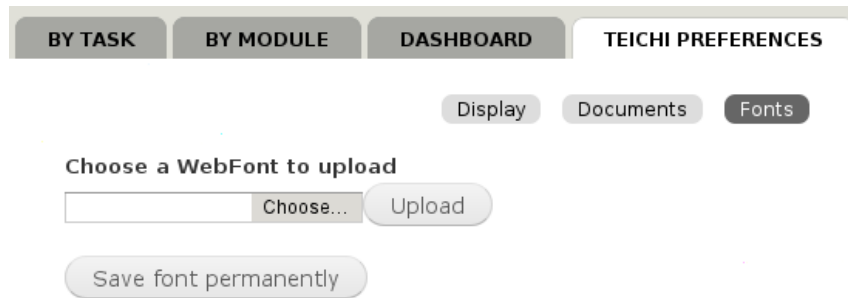 BY TASK BY MODULE DASHBOARD TEICHI PREFERENCES
Display Documents Fonts
Choose a WebFont to upload
Choose... Upload
Save font permanently